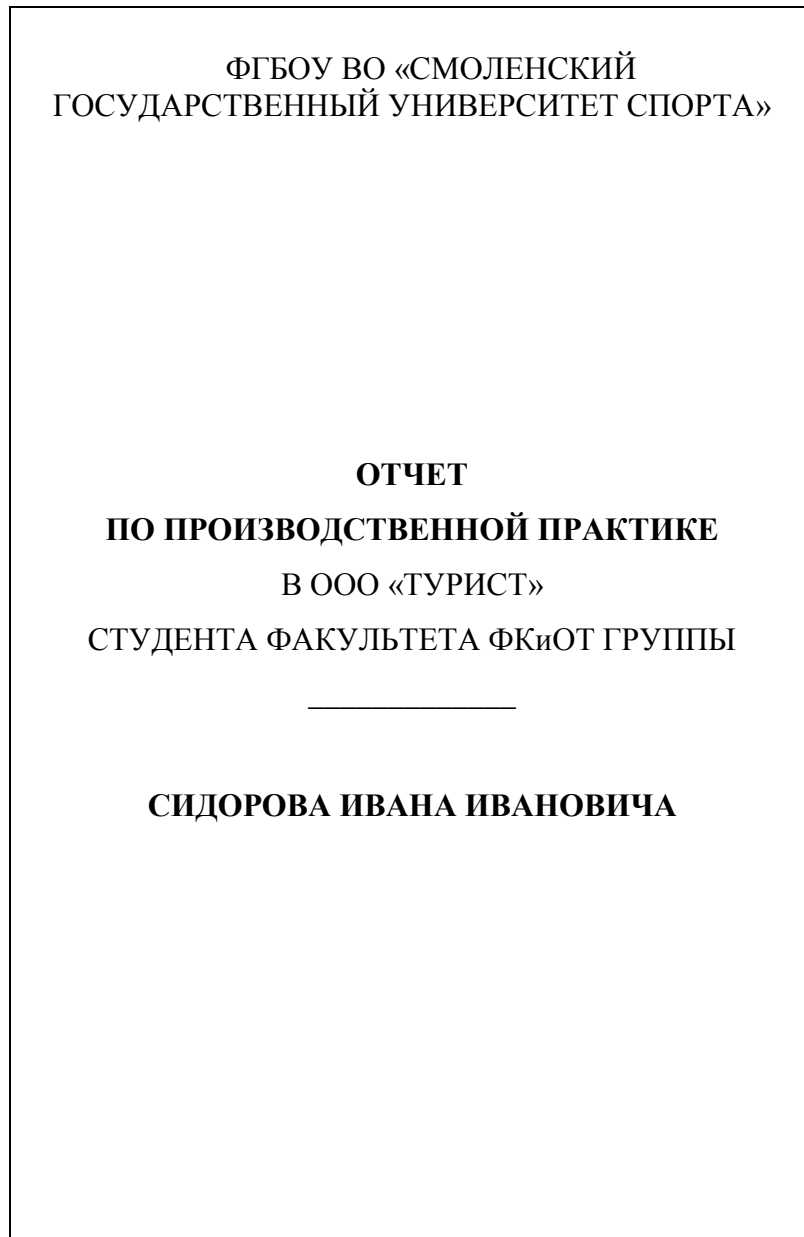 ФГБОУ ВО «СМОЛЕНСКИЙ
ГОСУДАРСТВЕННЫЙ УНИВЕРСИТЕТ СПОРТА»
ОТЧЕТ
ПО ПРОИЗВОДСТВЕННОЙ ПРАКТИКЕ
В ООО «ТУРИСТ»
СТУДЕНТА ФАКУЛЬТЕТА ФКиОТ ГРУППЫ
_____________
СИДОРОВА ИВАНА ИВАНОВИЧА